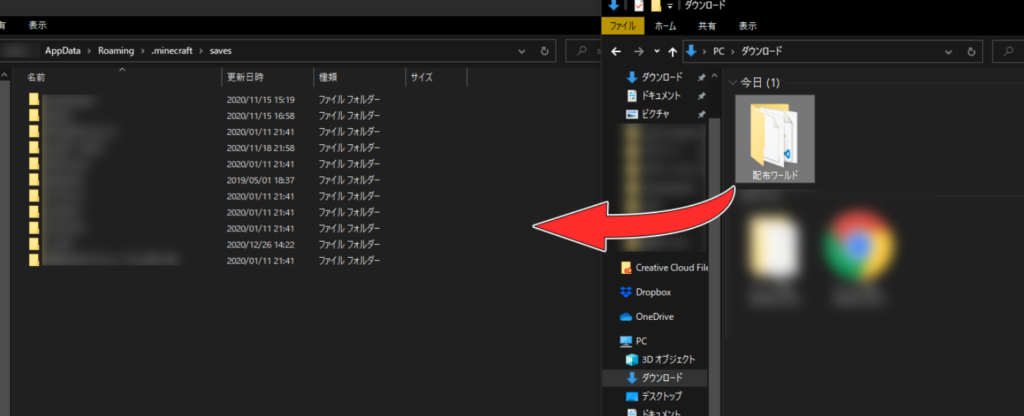 有 表示
AppData › Roaming › .minecraft › saves
名前 更新日時 種類 サイズ
2020/11/15 15:19 ファイル フォルダー
2020/11/15 16:58 ファイル フォルダー
2020/01/11 21:41 ファイル フォルダー
2020/11/18 21:58 ファイル フォルダー
2020/01/11 21:41 ファイル フォルダー
2019/05/01 18:37 ファイル フォルダー
2020/01/11 21:41 ファイル フォルダー
2020/01/11 21:41 ファイル フォルダー
2020/01/11 21:41 ファイル フォルダー
2020/12/26 14:22 ファイル フォルダー
2020/01/11 21:41 ファイル フォルダー
ダウンロード
ファイル ホーム 共有 表示
PC › ダウンロード
ダウンロード
ドキュメント
ピクチャ
Creative Cloud File
Dropbox
OneDrive
PC
3D オブジェクト
ダウンロード
デスクトップ
ドキュメント
今日 (1)
配布ワールド